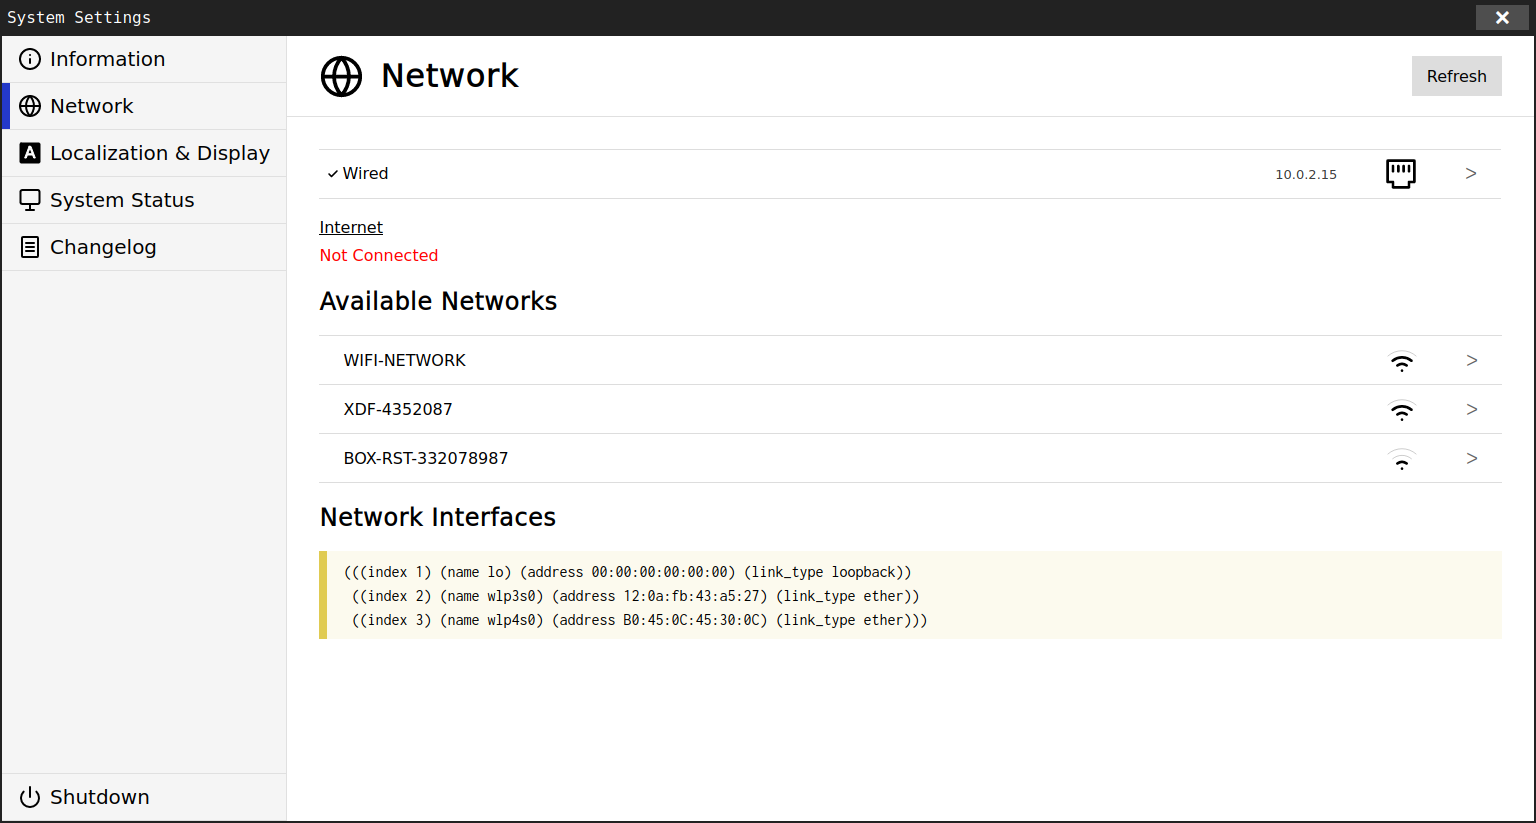 System Settings
Information
Network
Localization & Display
System Status
Changelog
Shutdown
Network
Refresh
Wired 10.0.2.15 >
Internet
Not Connected
Available Networks
WIFI-NETWORK >
XDF-4352087 >
BOX-RST-332078987 >
Network Interfaces
(((index 1) (name lo) (address 00:00:00:00:00:00) (link_type loopback))
((index 2) (name wlp3s0) (address 12:0a:fb:43:a5:27) (link_type ether))
((index 3) (name wlp4s0) (address B0:45:0C:45:30:0C) (link_type ether)))